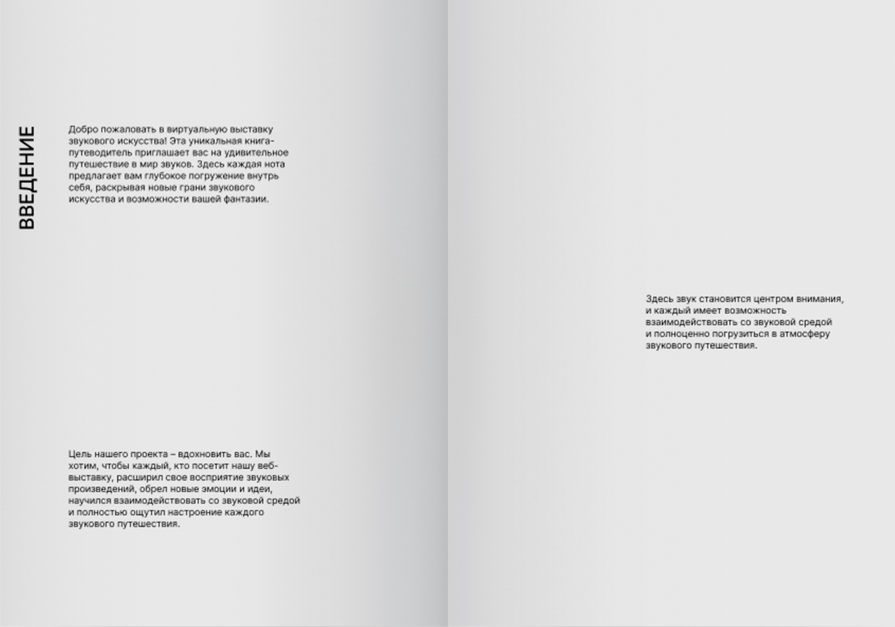 ВВЕДЕНИЕ
Добро пожаловать в виртуальную выставку
звукового искусства! Эта уникальная книга-
путеводитель приглашает вас на удивительное
путешествие в мир звуков. Здесь каждая нота
предлагает вам глубокое погружение внутрь
себя, раскрывая новые грани звукового
искусства и возможности вашей фантазии.
Цель нашего проекта – вдохновить вас. Мы
хотим, чтобы каждый, кто посетит нашу веб-
выставку, расширил свое восприятие звуковых
произведений, обрел новые эмоции и идеи,
научился взаимодействовать со звуковой средой
и полностью ощутил настроение каждого
звукового путешествия.
Здесь звук становится центром внимания,
и каждый имеет возможность
взаимодействовать со звуковой средой
и полноценно погрузиться в атмосферу
звукового путешествия.